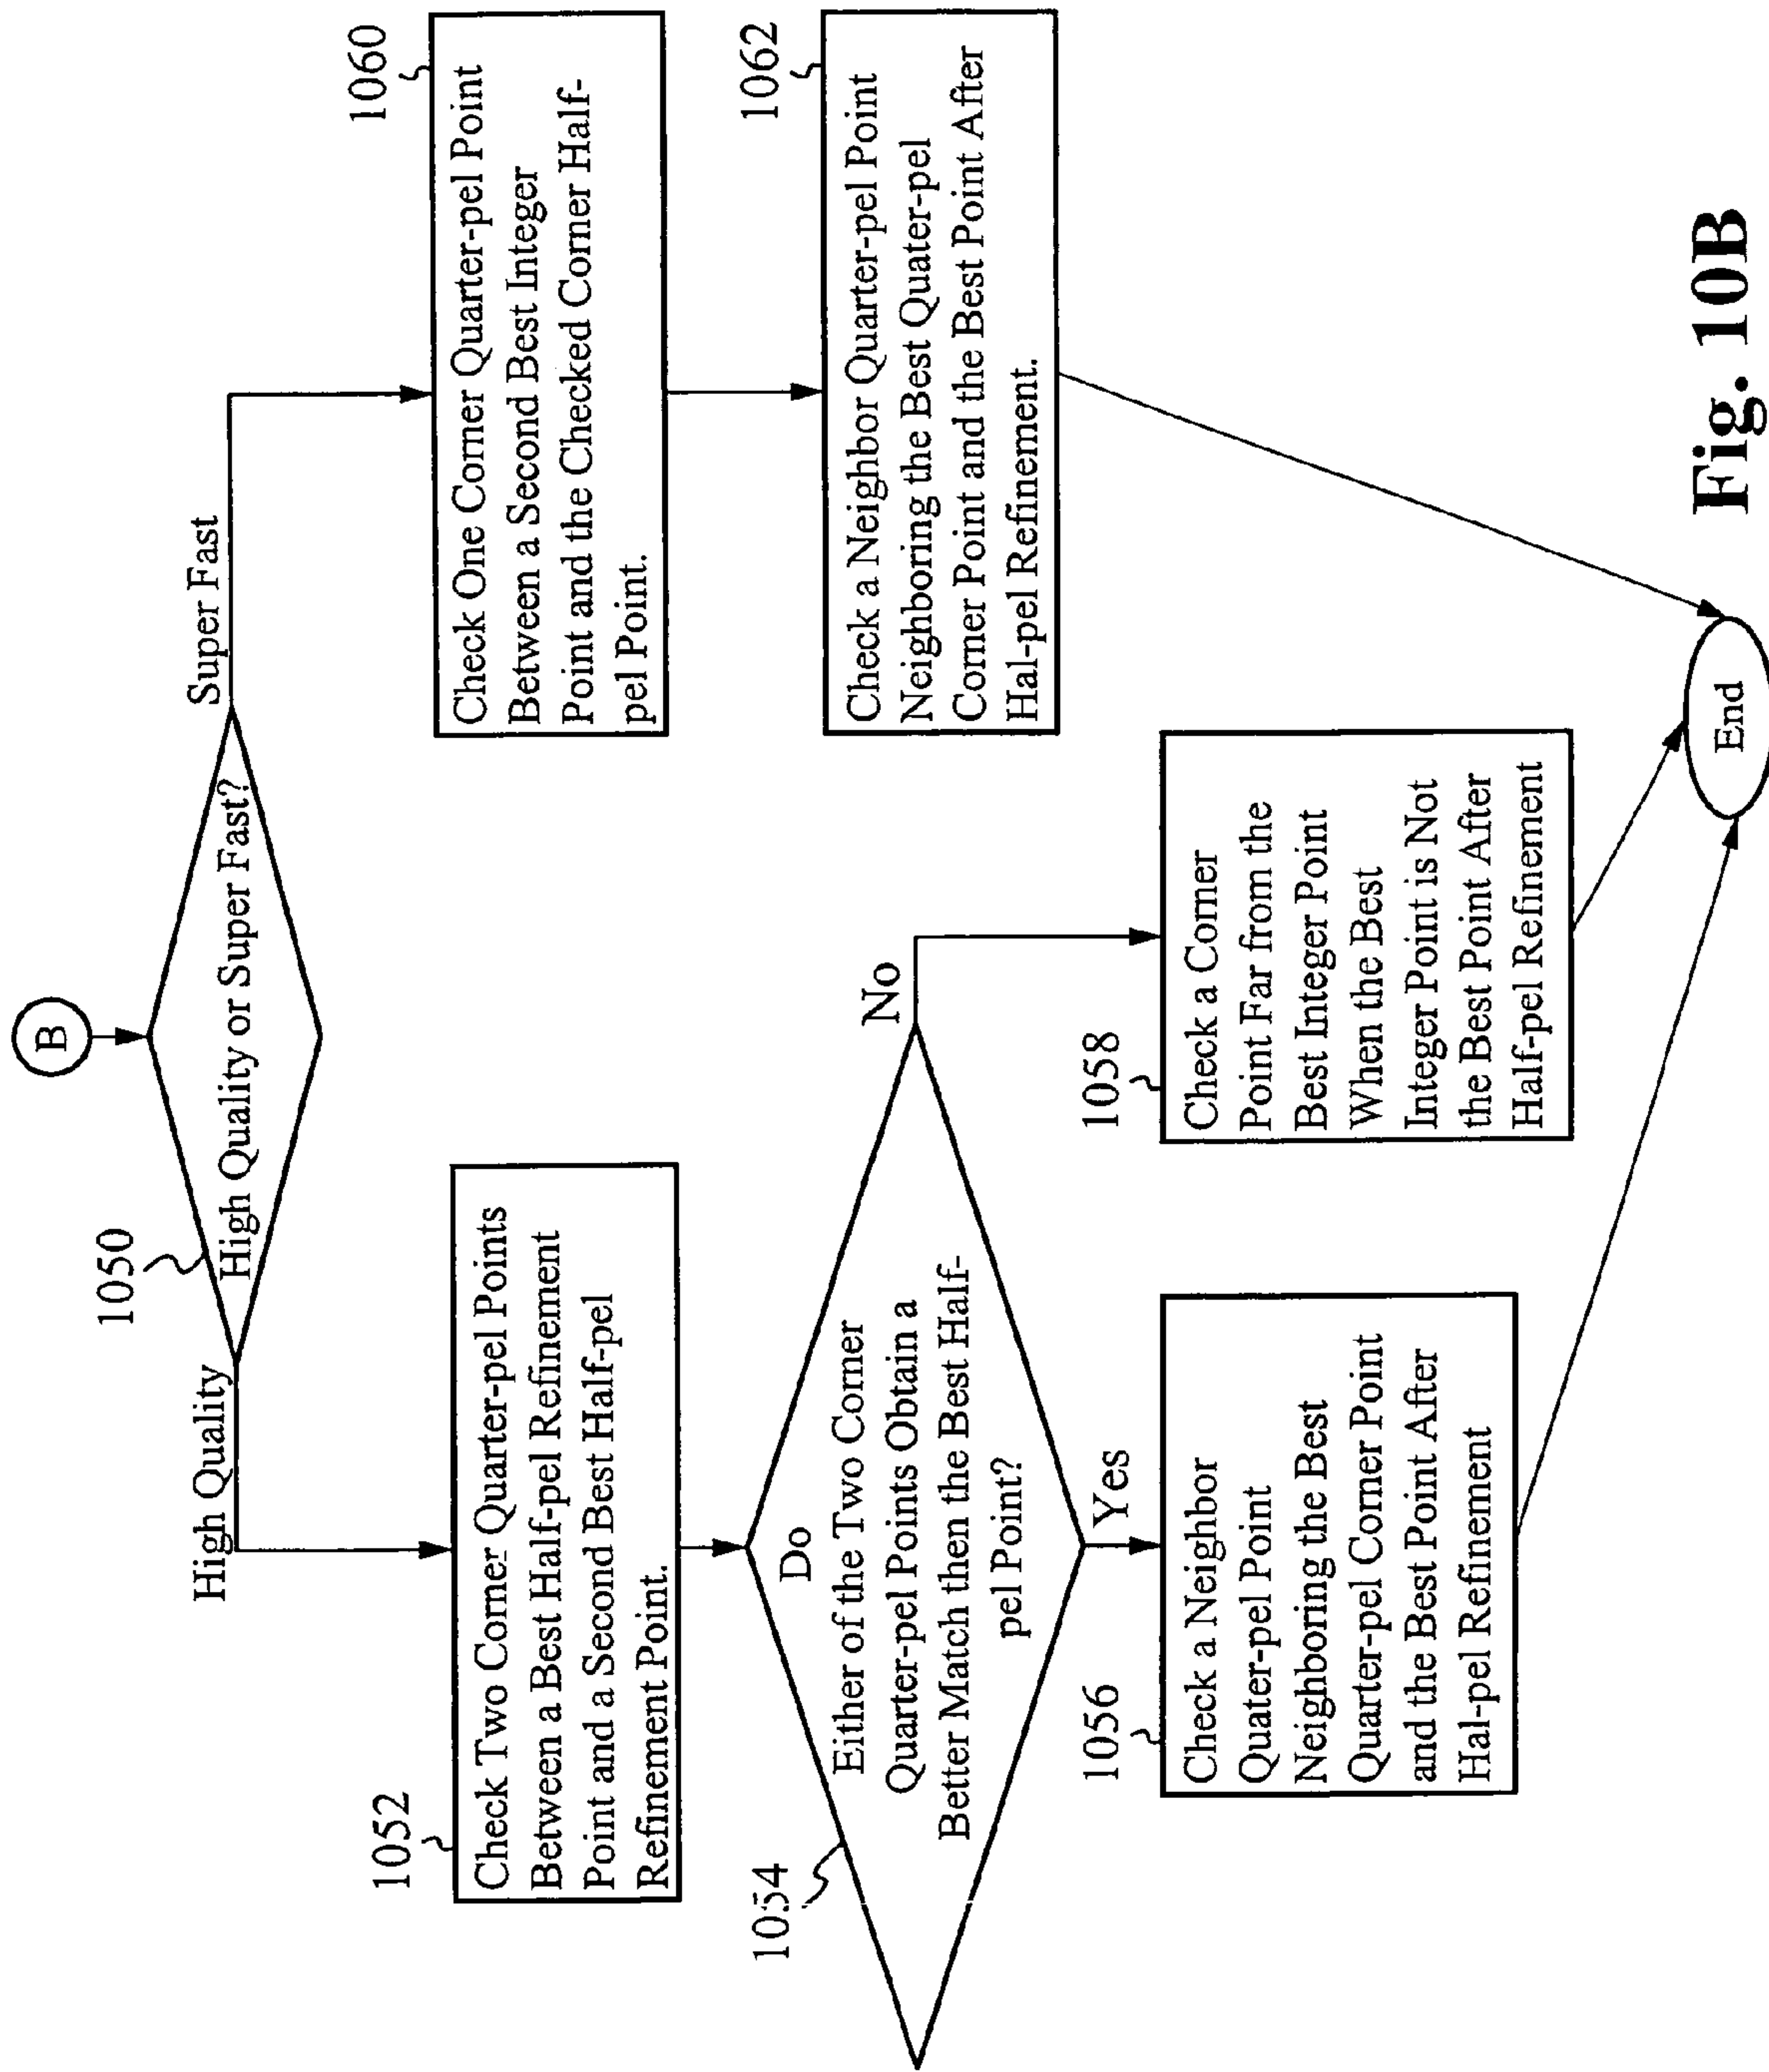 B
1050
High Quality or Super Fast?
High Quality
Super Fast
1052
Check Two Corner Quarter-pel Points
Between a Best Half-pel Refinement
Point and a Second Best Half-pel
Refinement Point.
1060
Check One Corner Quarter-pel Point
Between a Second Best Integer
Point and the Checked Corner Half-
pel Point.
1054
Do
Either of the Two Corner
Quarter-pel Points Obtain a
Better Match then the Best Half-
pel Point?
1062
Check a Neighbor Quarter-pel Point
Neighboring the Best Quater-pel
Corner Point and the Best Point After
Hal-pel Refinement.
Yes
No
1056
Check a Neighbor
Quater-pel Point
Neighboring the Best
Quarter-pel Corner Point
and the Best Point After
Hal-pel Refinement
1058
Check a Corner
Point Far from the
Best Integer Point
When the Best
Integer Point is Not
the Best Point After
Half-pel Refinement
End
Fig. 10B